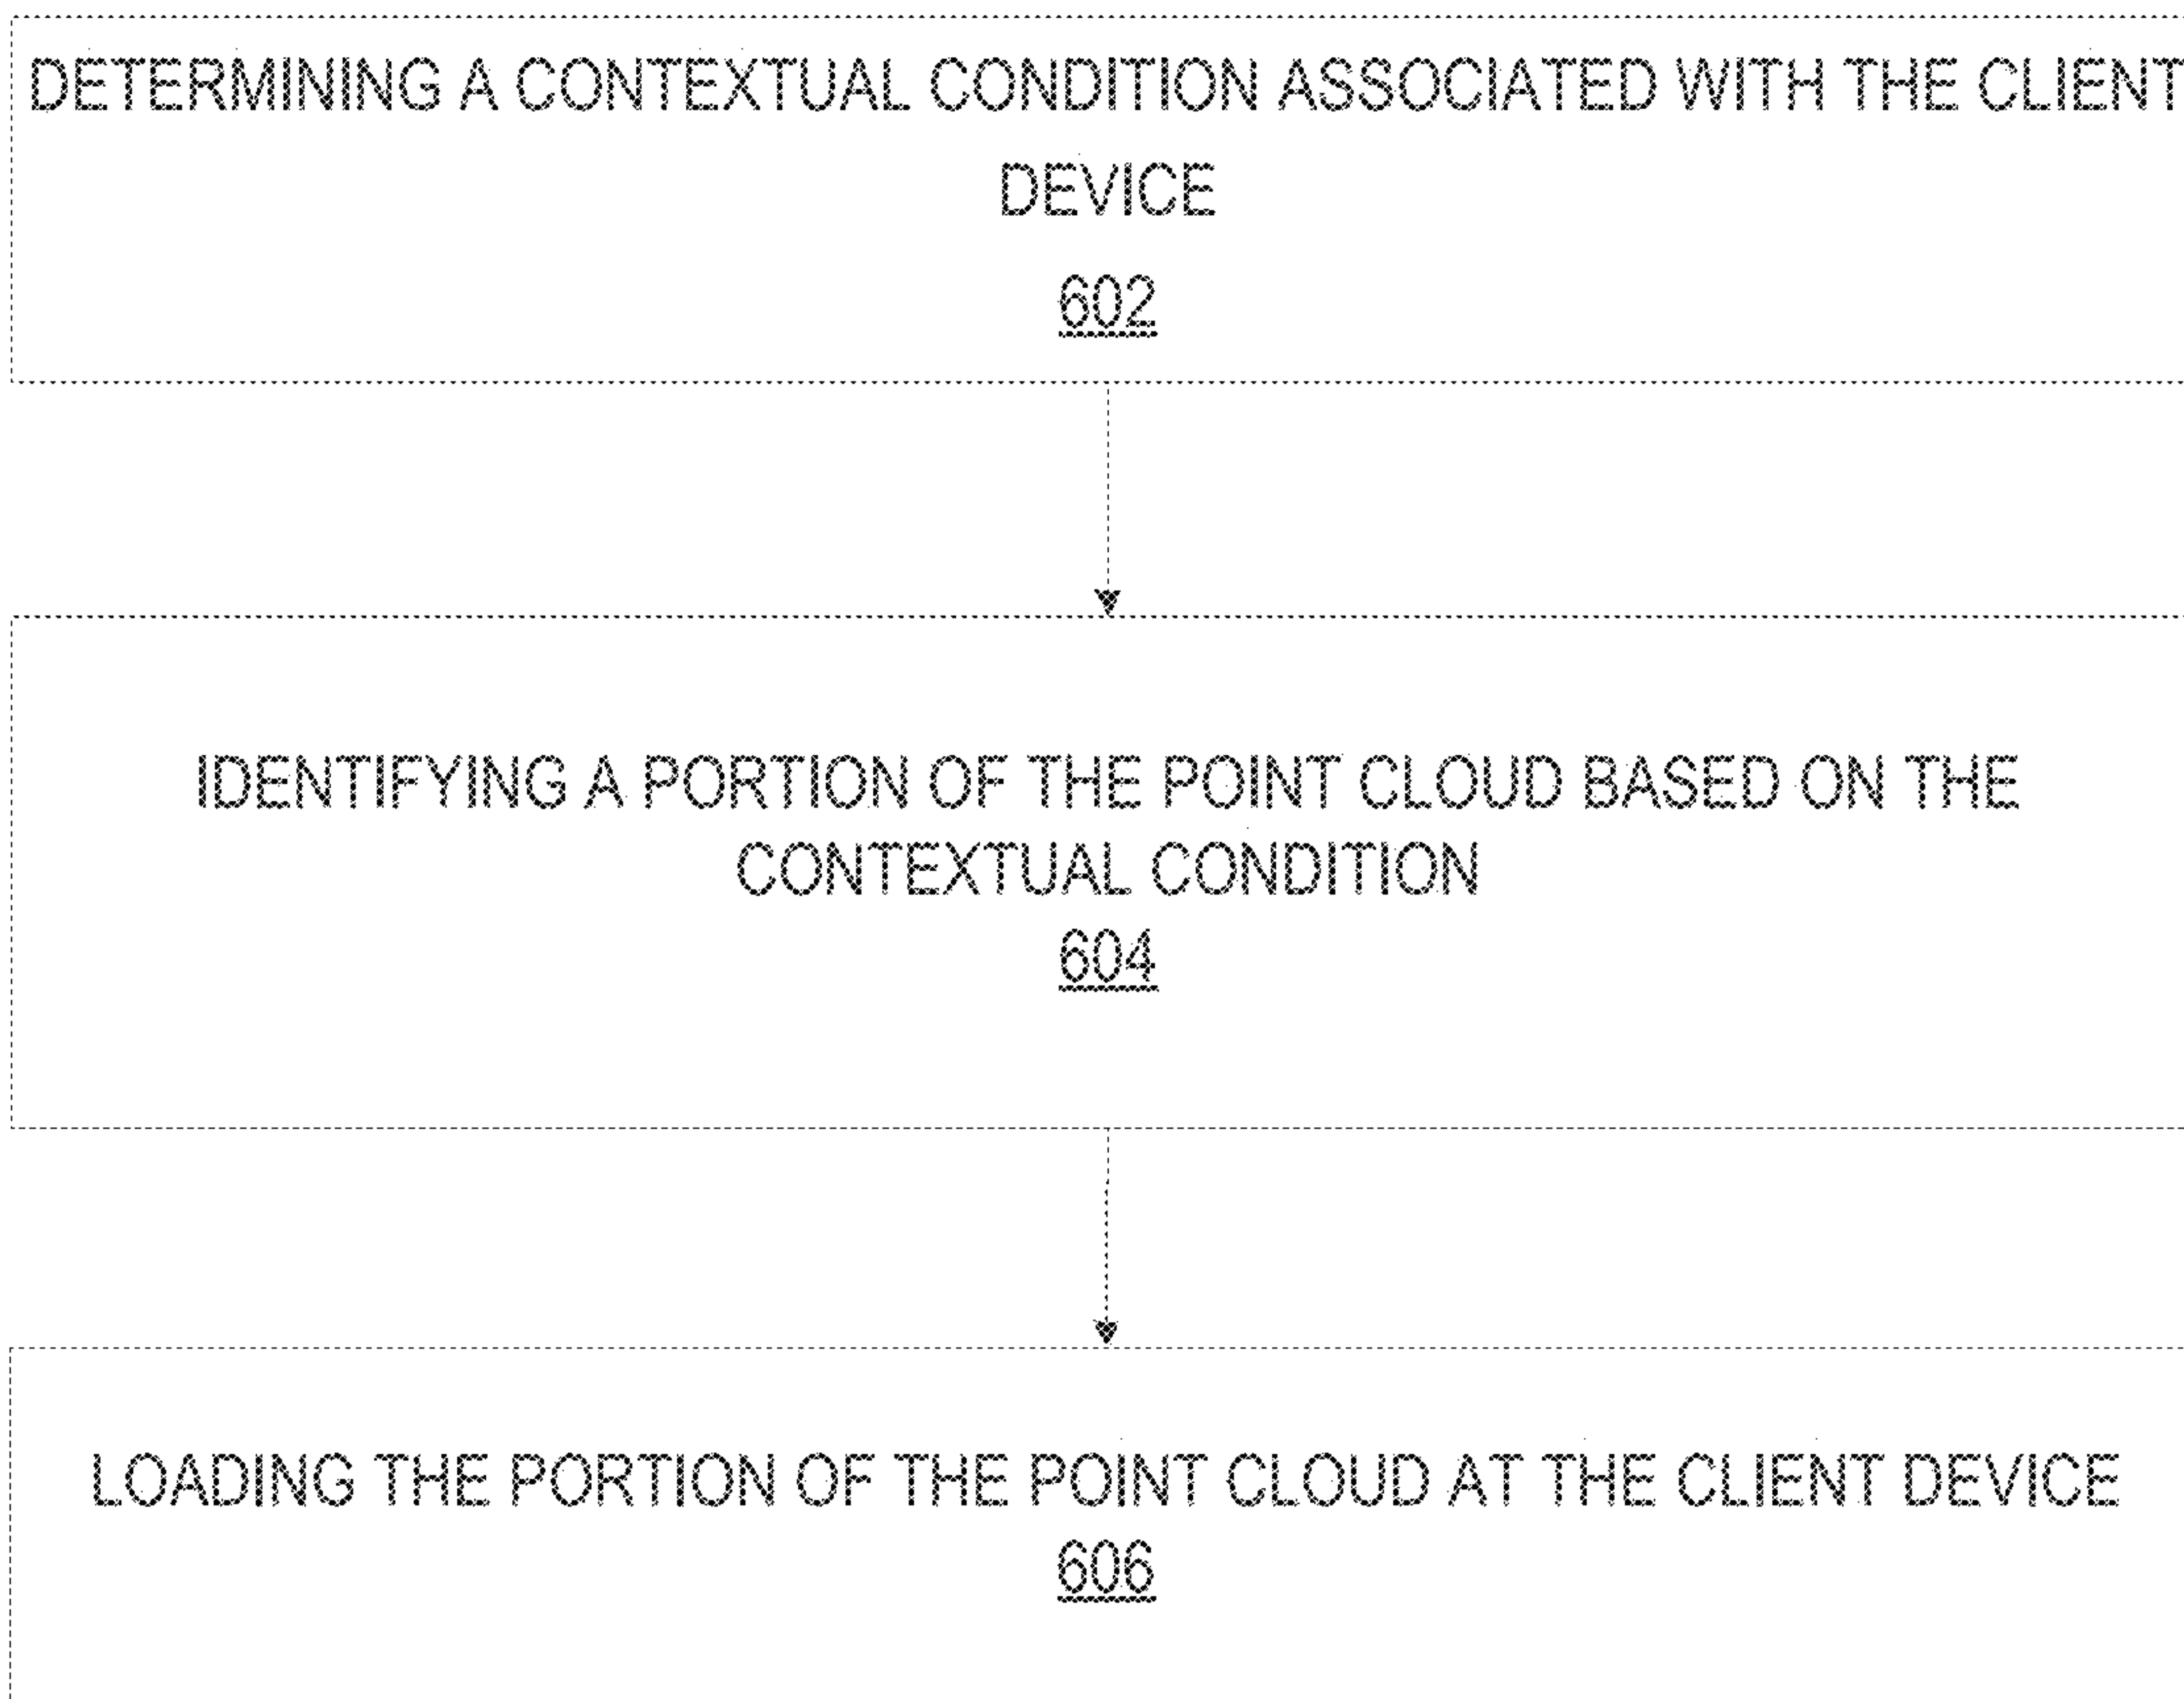 DETERMINING A CONTEXTUAL CONDITION ASSOCIATED WITH THE CLIENT
DEVICE
602
IDENTIFYING A PORTION OF THE POINT CLOUD BASED ON THE
CONTEXTUAL CONDITION
604
LOADING THE PORTION OF THE POINT CLOUD AT THE CLIENT DEVICE
606